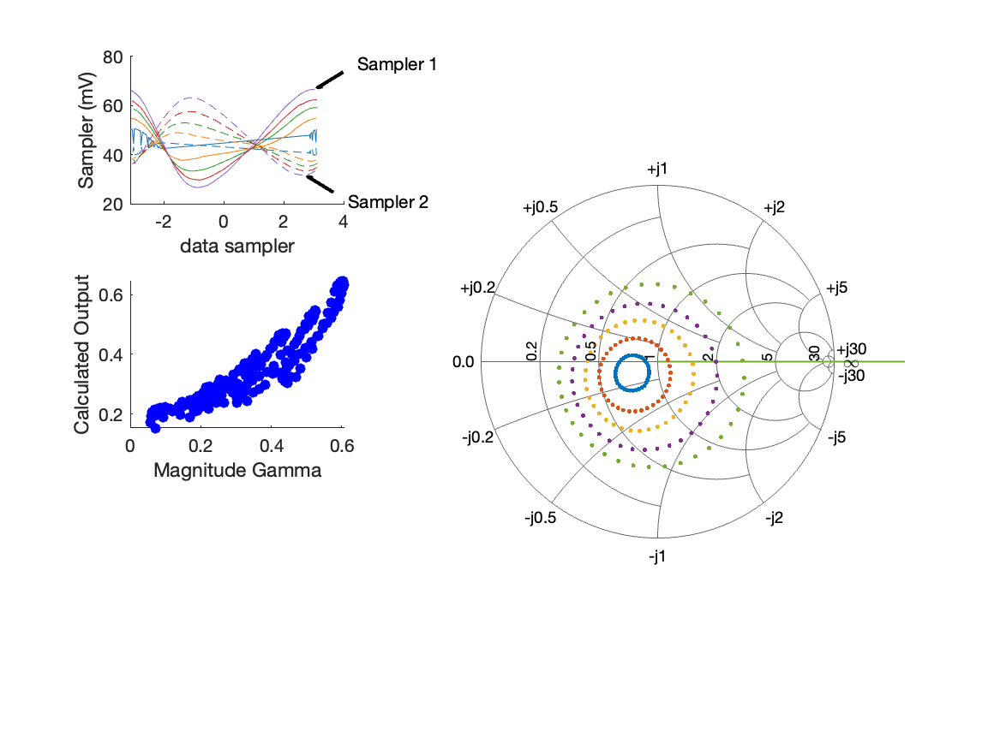 80
60
40
20
Sampler (mV)
-2
0
2
4
data sampler
Sampler 1
Sampler 2
0.6
0.4
0.2
Calculated Output
0
0.2
0.4
0.6
Magnitude Gamma
+j1
+j0.5
+j2
+j0.2
+j5
0.0
0.2
0.5
1
2
5
30
+j30
∞
-j30
-j0.2
-j5
-j0.5
-j2
-j1